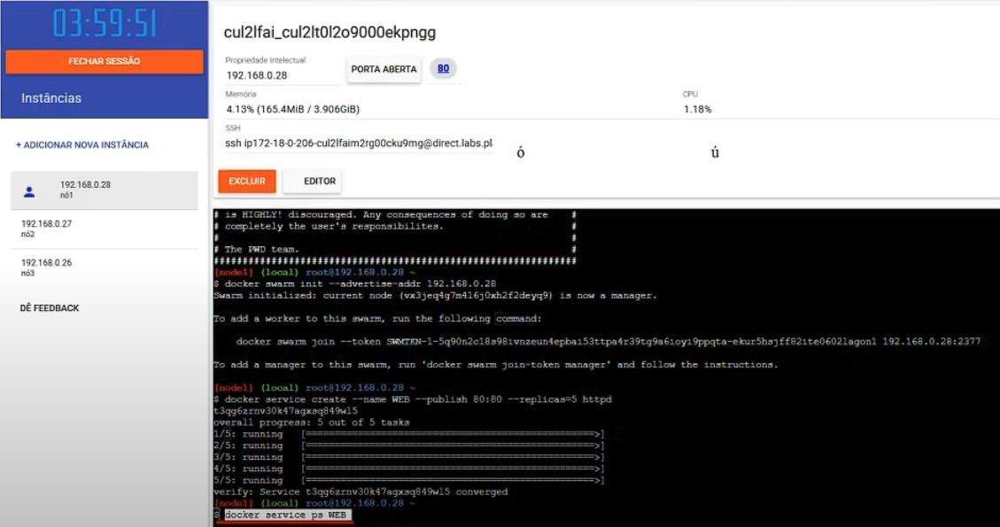 03:59:51
FECHAR SESSÃO
Instâncias
+ ADICIONAR NOVA INSTÂNCIA
192.168.0.28
nó1
192.168.0.27
nó2
192.168.0.26
nó3
DÊ FEEDBACK
cul2lfai_cul2lt0l2o9000ekpngg
Propriedade Intelectual
192.168.0.28
PORTA ABERTA
80
Memória
4.13% (165.4MiB / 3.906GiB)
CPU
1.18%
SSH
ssh ip172-18-0-206-cul2lfaim2rg00cku9mg@direct.labs.pl
ó ú
EXCLUIR
EDITOR
# is HIGHLY! discouraged. Any consequences of doing so are #
# completely the user's responsibilites. #
# #
# The PWD team. #
###############################################################
[node1] (local) root@192.168.0.28 ~
$ docker swarm init --advertise-addr 192.168.0.28
Swarm initialized: current node (vx3jeq4g7m4l6j0xh2f2deyq9) is now a manager.
To add a worker to this swarm, run the following command:
docker swarm join --token SWMTKN-1-5q90n2c18s98ivnzeun4epbai53ttpa4r39tg9a6ioyi9ppqta-ekur5hsjff82ite0602lagon1 192.168.0.28:2377
To add a manager to this swarm, run 'docker swarm join-token manager' and follow the instructions.
[node1] (local) root@192.168.0.28 ~
$ docker service create --name WEB --publish 80:80 --replicas=5 httpd
t3qg6zrnv30k47agxsq849wl5
overall progress: 5 out of 5 tasks
1/5: running [==================================================>]
2/5: running [==================================================>]
3/5: running [==================================================>]
4/5: running [==================================================>]
5/5: running [==================================================>]
verify: Service t3qg6zrnv30k47agxsq849wl5 converged
[node1] (local) root@192.168.0.28 ~
$ docker service ps WEB